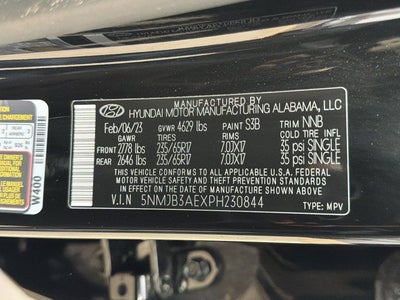 MANUFACTURED BY
HYUNDAI MOTOR MANUFACTURING ALABAMA, LLC
Feb/06/23 GVWR 4629 lbs PAINT S3B TRIM NNB
GAWR TIRES RIMS COLD INF.
FRONT 2778 lbs 235/65R17 7.0JX17 35 psi SINGLE
REAR 2646 lbs 235/65R17 7.0JX17 35 psi SINGLE
THIS VEHICLE CONFORMS TO ALL APPLICABLE U.S.A FEDERAL
MOTOR VEHICLE SAFETY AND THEFT PREVENTION STANDARDS
IN EFFECT ON THE DATE OF MANUFACTURE SHOWN ABOVE.
V.I.N 5NMJB3AEXPH230844 TYPE: MPV
W400